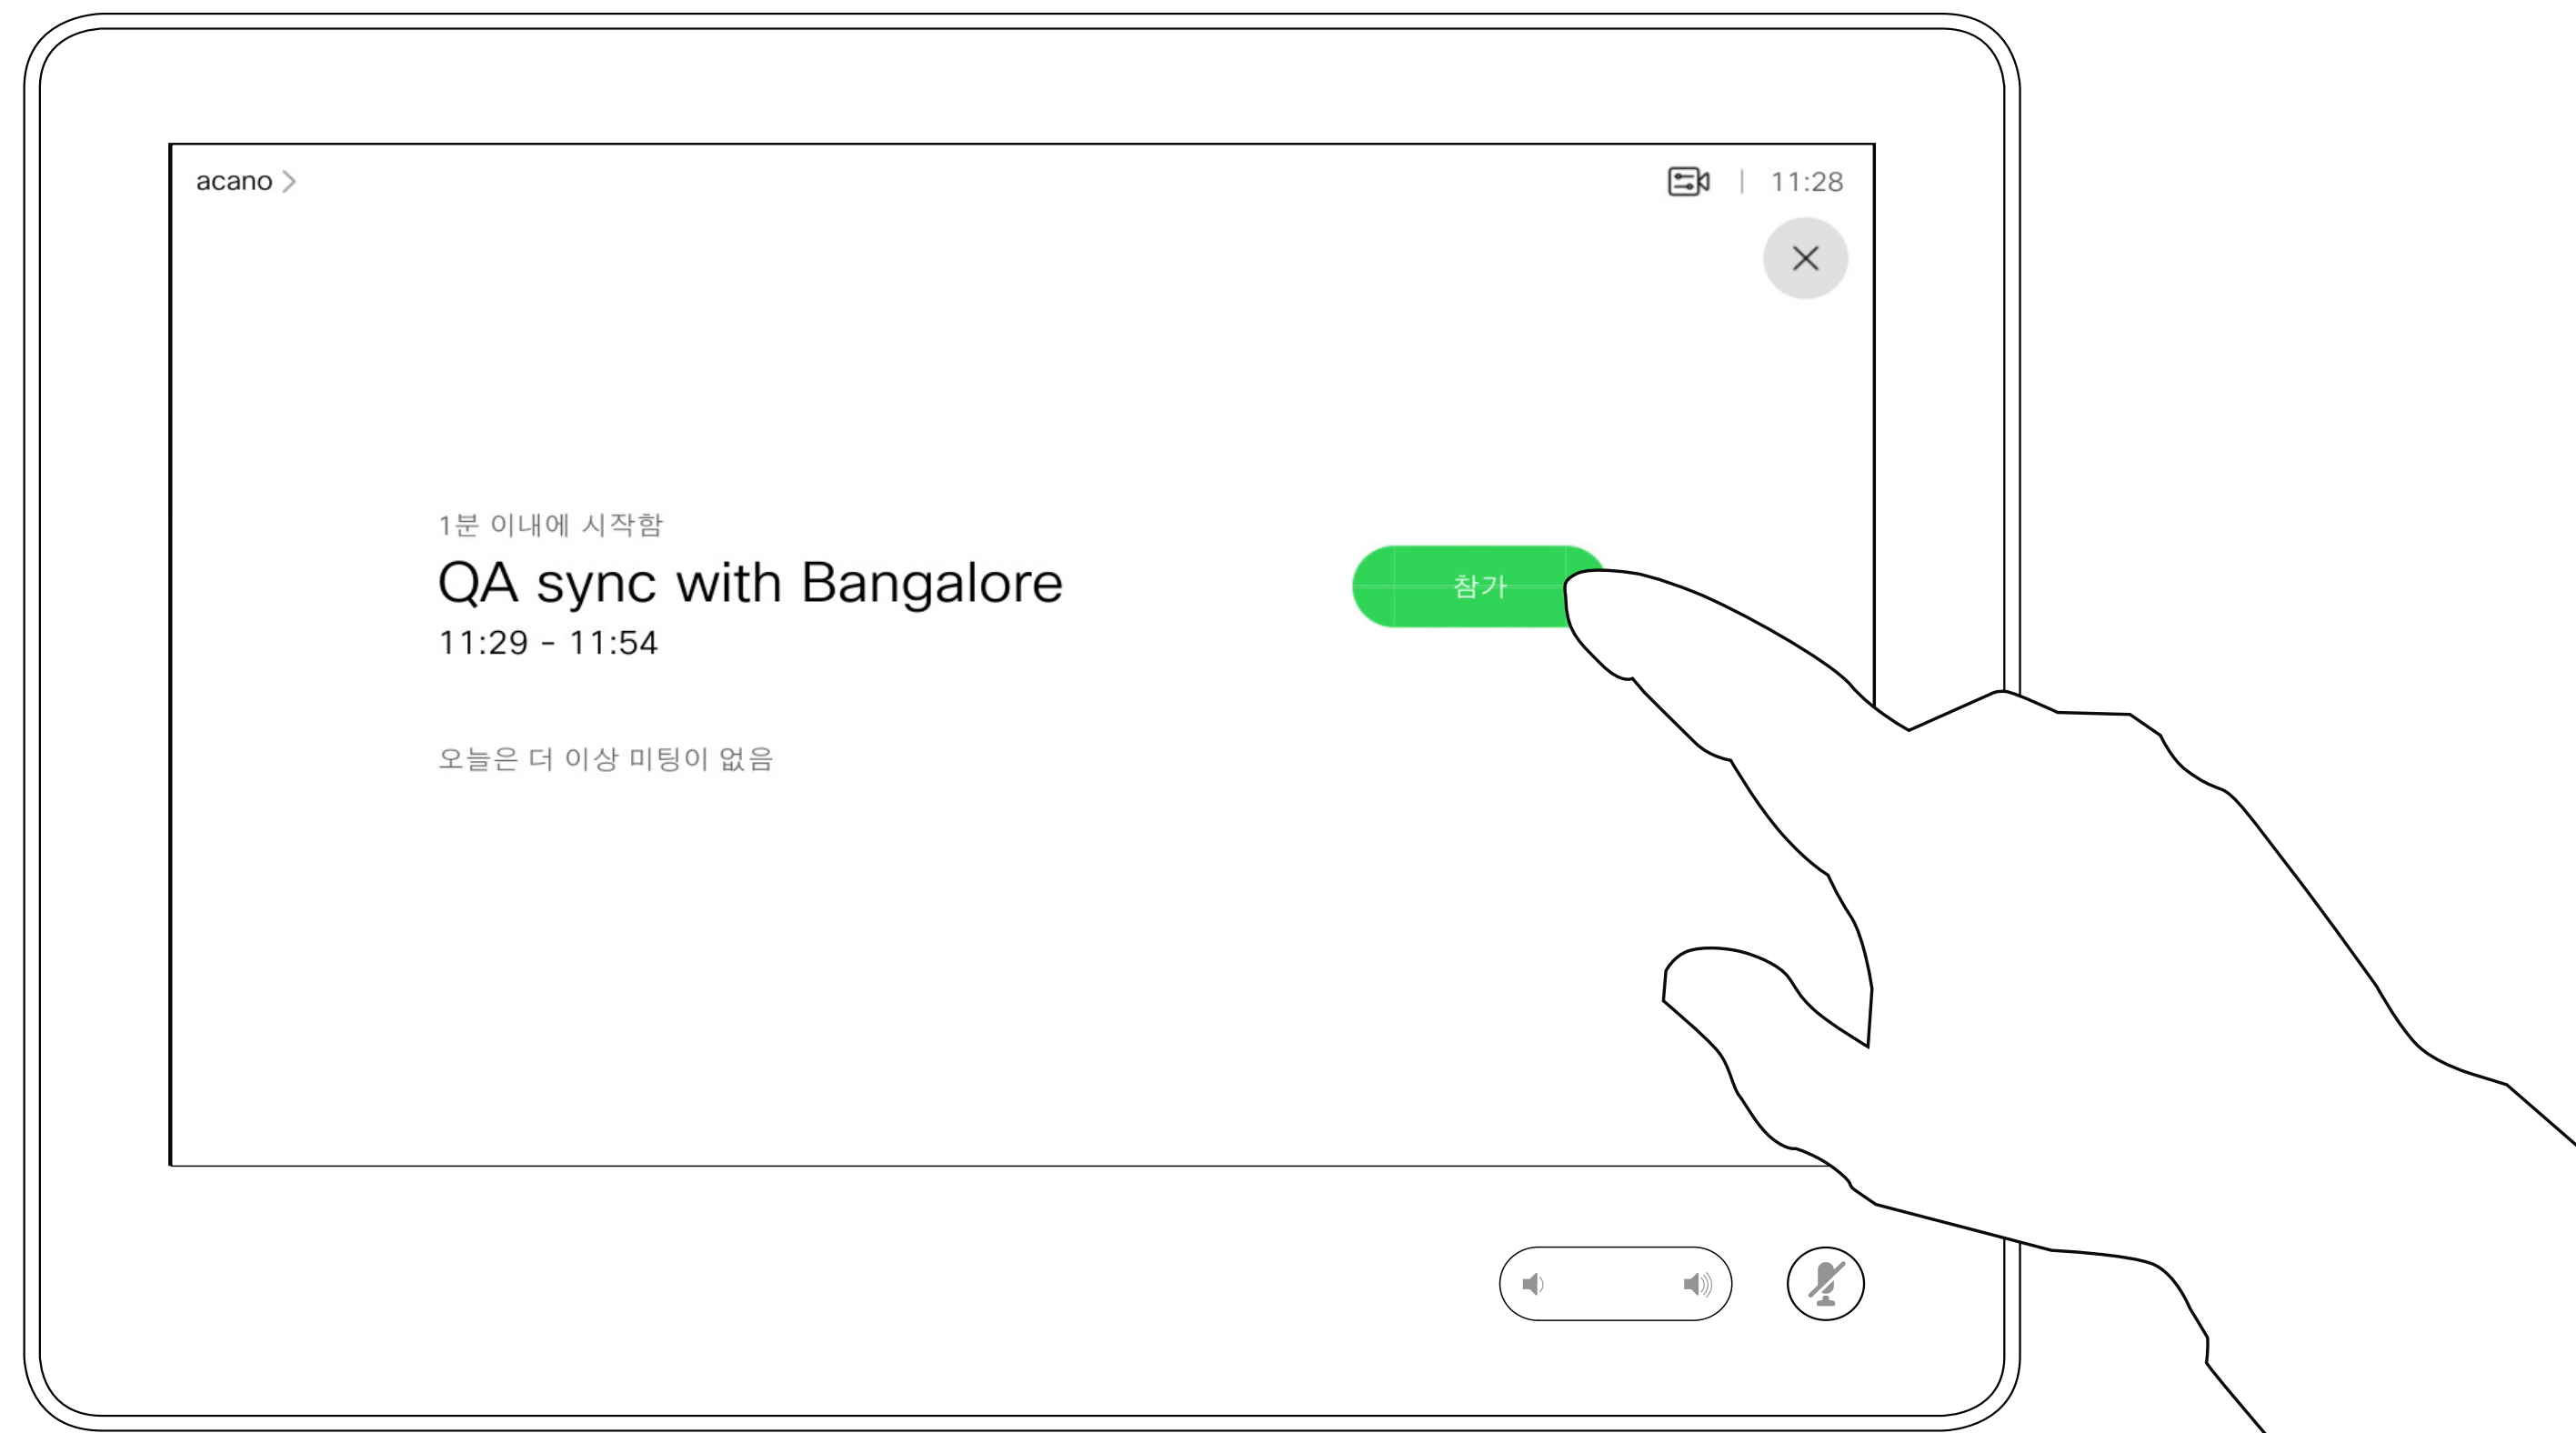 acano
11:28
1분 이내에 시작함
QA sync with Bangalore
참가
11:29 - 11:54
오늘은 더 이상 미팅이 없음